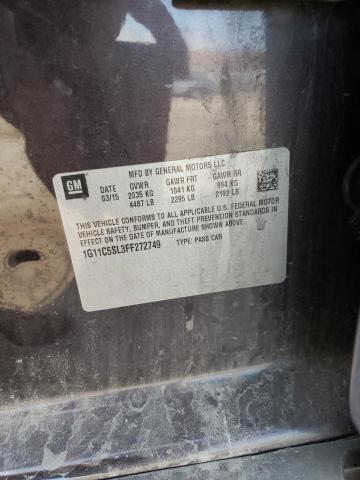 MFD BY GENERAL MOTORS LLC
GM
DATE GVWR GAWR FRT GAWR RR
03/15 2035 KG 1041 KG 994 KG
4487 LB 2295 LB 2192 LB
THIS VEHICLE CONFORMS TO ALL APPLICABLE U.S. FEDERAL MOTOR
VEHICLE SAFETY, BUMPER, AND THEFT PREVENTION STANDARDS IN
EFFECT ON THE DATE OF MANUFACTURE SHOWN ABOVE.
1G11C5SL3FF272749 TYPE: PASS CAR